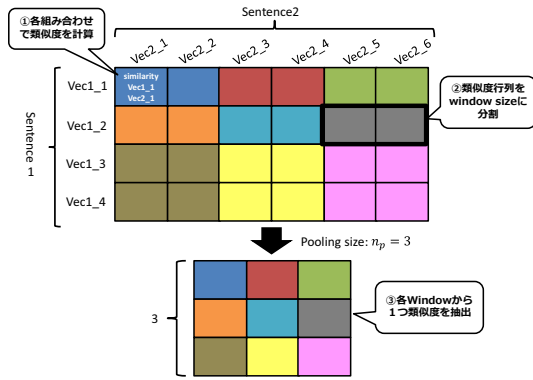 Sentence2
①各組み合わせ
で類似度を計算
Vec2_1
Vec2_2
Vec2_3
Vec2_4
Vec2_5
Vec2_6
Sentence 1
Vec1_1
similarity
Vec1_1
Vec2_1
②類似度行列を
window sizeに
分割
Vec1_2
Vec1_3
Vec1_4
Pooling size: nₚ = 3
3
③各Windowから
１つ類似度を抽出